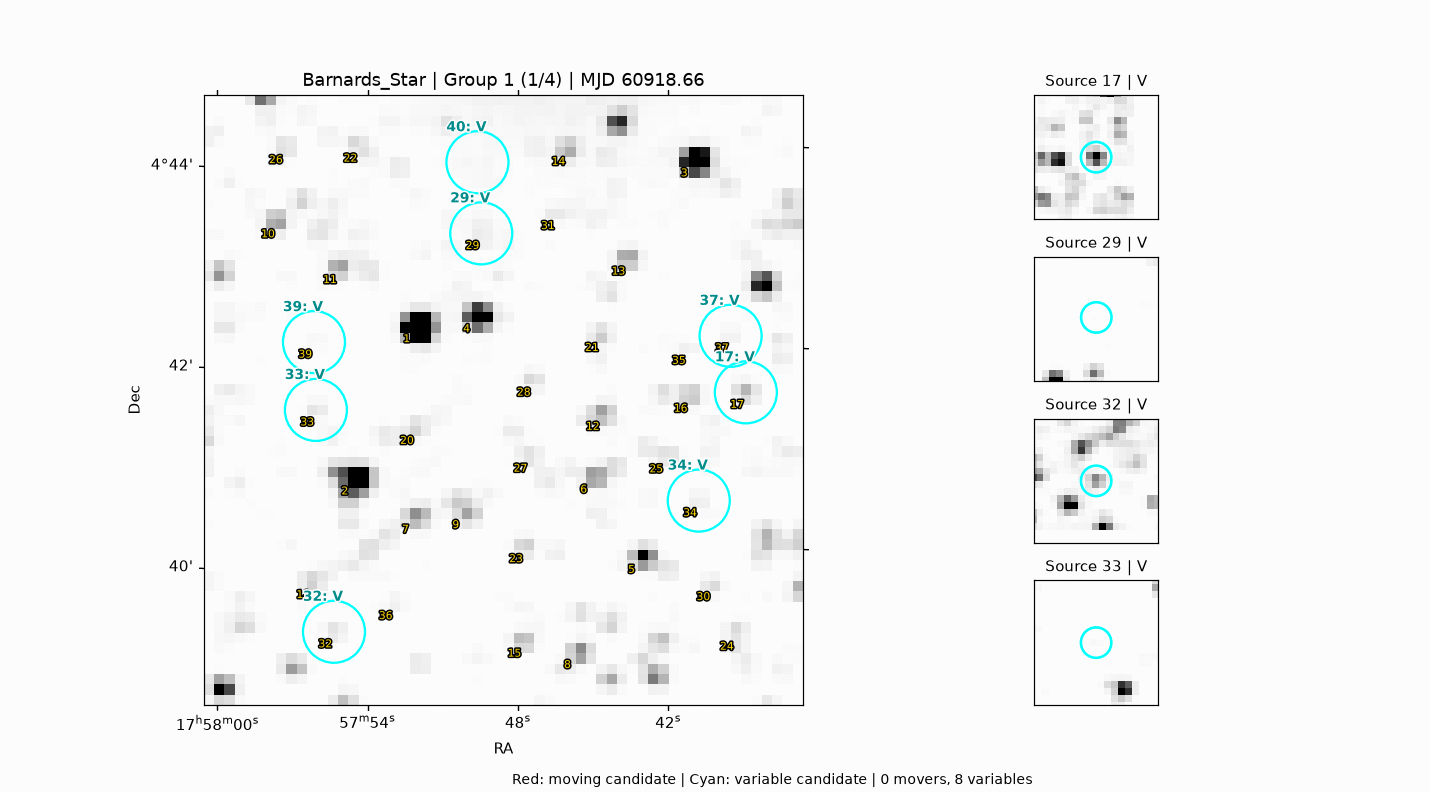 Barnards_Star | Group 1 (1/4) | MJD 60918.66
Source 17 | V
40: V
26
22
14
3
4°44'
29: V
10
29
31
11
13
Source 29 | V
39: V
37: V
1
4
39
21
37
35
17: V
42'
33: V
28
16
17
Dec
33
12
20
Source 32 | V
27
25
34: V
2
6
7
9
34
23
5
40'
Source 33 | V
32: V
30
36
32
15
8
24
17ʰ58ᵐ00ˢ
57ᵐ54ˢ
48ˢ
42ˢ
RA
Red: moving candidate | Cyan: variable candidate | 0 movers, 8 variables